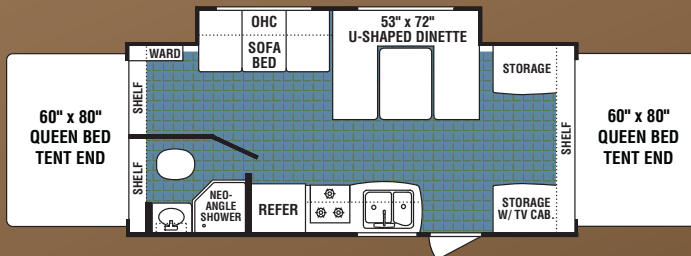 60" x 80"
QUEEN BED
TENT END
WARD
SHELF
SHELF
OHC
SOFA
BED
53" x 72"
U-SHAPED DINETTE
STORAGE
SHELF
60" x 80"
QUEEN BED
TENT END
NEO-
ANGLE
SHOWER
REFER
STORAGE
W/ TV CAB.